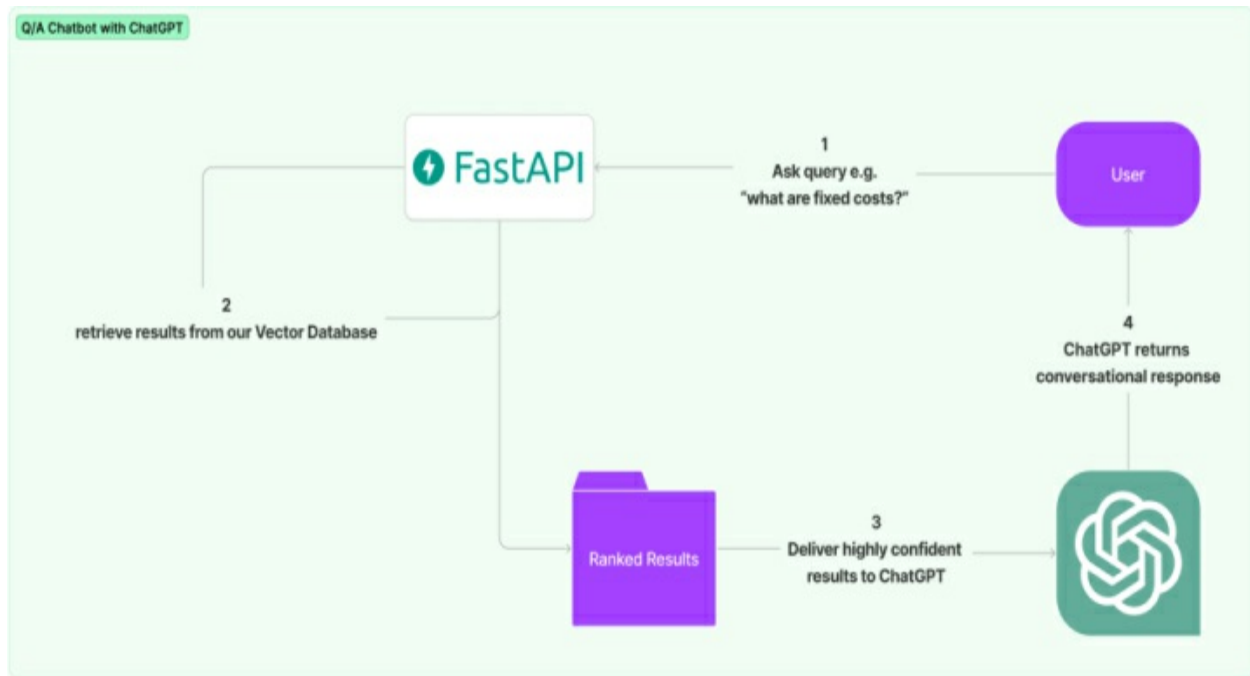 Q/A Chatbot with ChatGPT
FastAPI
1
Ask query e.g.
"what are fixed costs?"
User
2
retrieve results from our Vector Database
4
ChatGPT returns
conversational response
Ranked Results
3
Deliver highly confident
results to ChatGPT